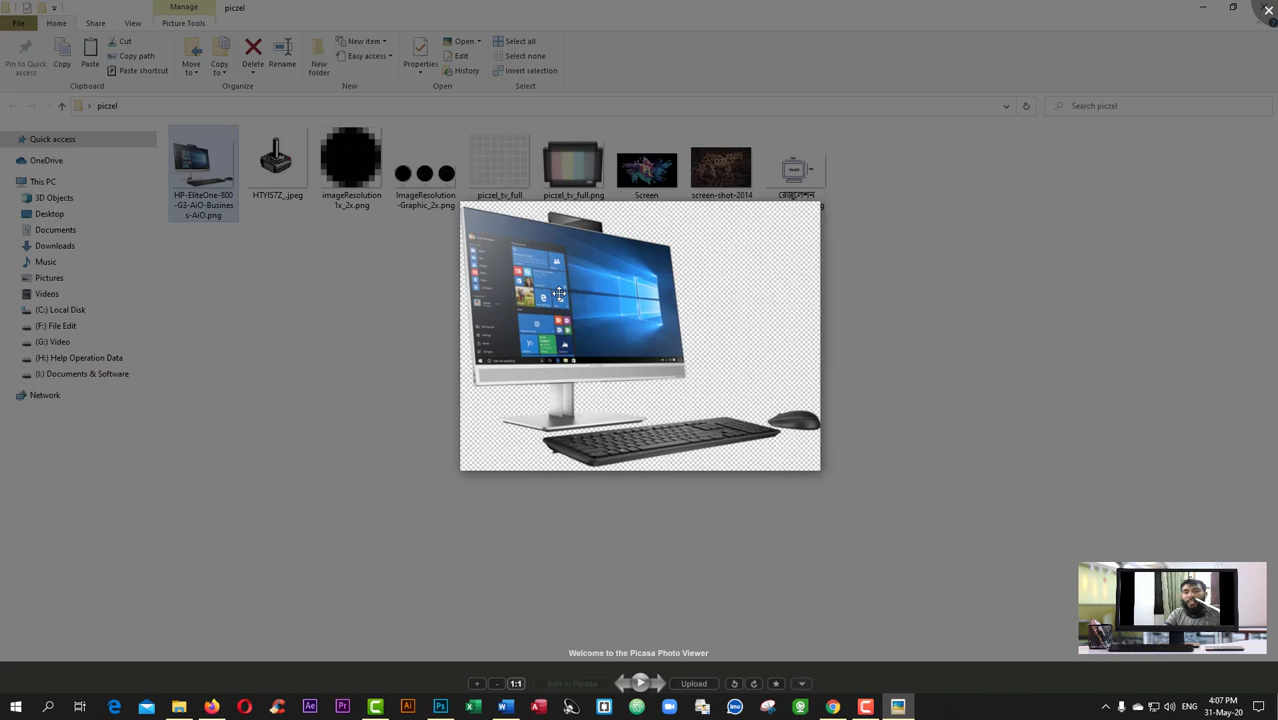 Manage
piczel
File
Home
Share
View
Picture Tools
Pin to Quick access
Copy
Paste
Cut
Copy path
Paste shortcut
Clipboard
Move to
Copy to
Delete
Rename
Organize
New folder
New item
Easy access
New
Properties
Open
Edit
History
Open
Select all
Select none
Invert selection
Select
piczel
Search piczel
Quick access
OneDrive
This PC
3D Objects
Desktop
Documents
Downloads
Music
Pictures
Videos
(C:) Local Disk
(F:) File Edit
(G:) Video
(H:) Help Operation Data
(I:) Documents & Software
Network
HP-EliteOne-800
-G3-AiO-Busines
s-AiO.png
HTYIS7Z_.jpeg
imageResolution
1x_2x.png
ImageResolution
-Graphic_2x.png
piczel_tv_full
piczel_tv_full.png
Screen
screen-shot-2014
রেজুলেশন
Welcome to the Picasa Photo Viewer
1:1
Edit in Picasa
Upload
4:07 PM
31-May-20